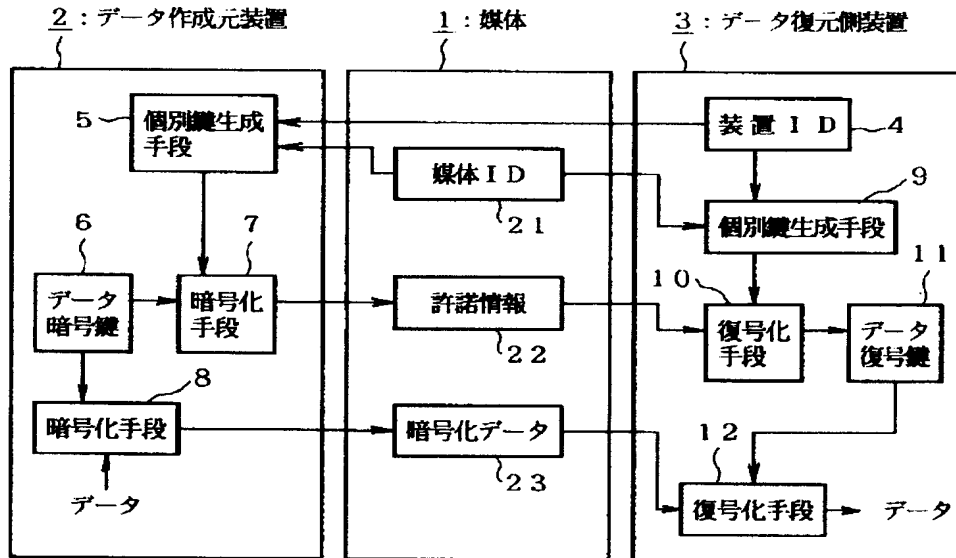 2：データ作成元装置
1：媒体
3：データ復元側装置
5
個別鍵生成
手段
装置ＩＤ
4
媒体ＩＤ
21
9
個別鍵生成手段
6
7
データ
暗号鍵
暗号化
手段
許諾情報
22
10
11
復号化
手段
データ
復号鍵
8
暗号化手段
データ
暗号化データ
23
12
復号化手段
データ